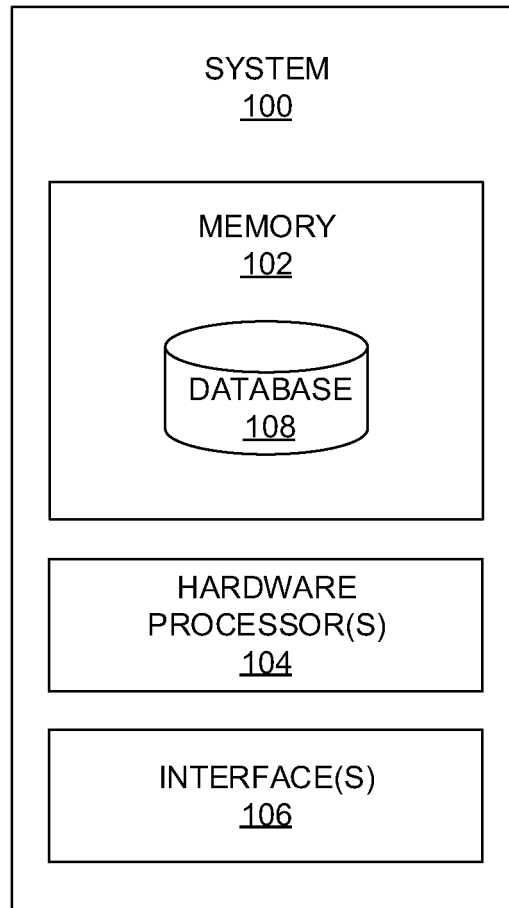 SYSTEM
100
MEMORY
102
DATABASE
108
HARDWARE
PROCESSOR(S)
104
INTERFACE(S)
106